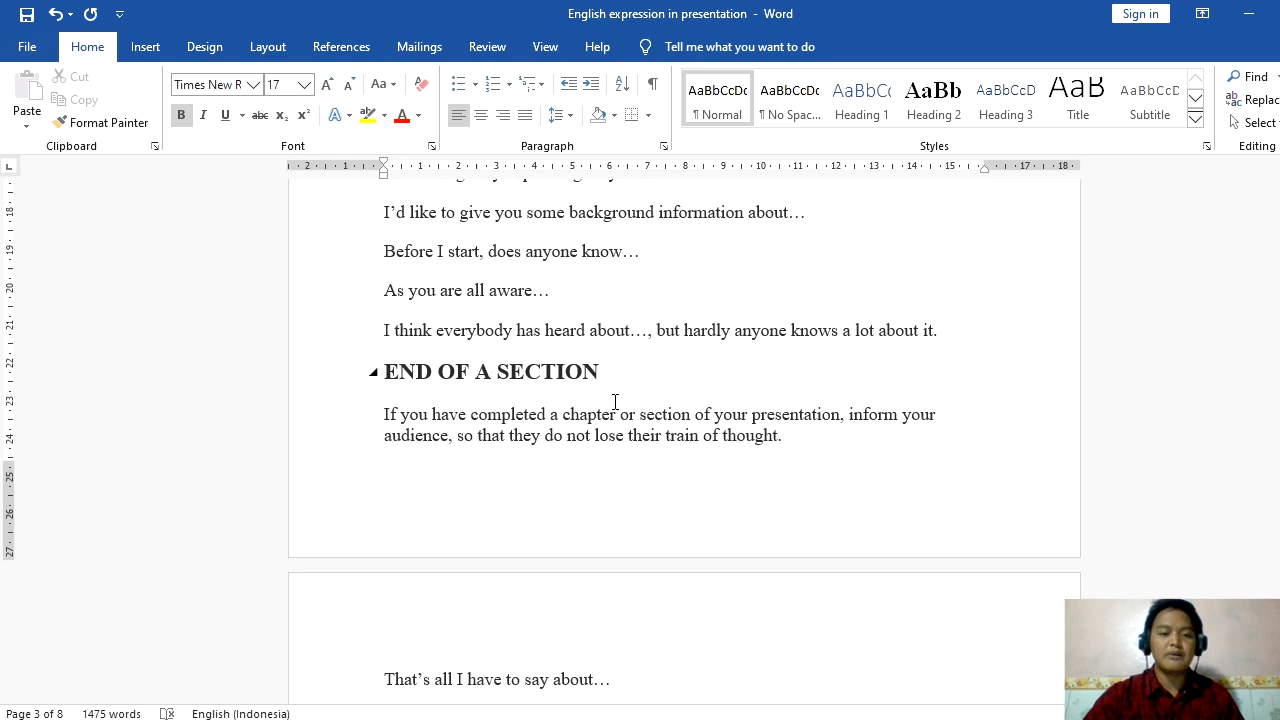 English expression in presentation - Word
Sign in
File Home Insert Design Layout References Mailings Review View Help Tell me what you want to do
Paste
Cut
Copy
Format Painter
Clipboard
Times New R 17
Font
Paragraph
AaBbCcDc AaBbCcDc AaBbCc AaBb AaBbCcD AaB AaBbCcD
¶ Normal ¶ No Spac... Heading 1 Heading 2 Heading 3 Title Subtitle
Styles
Find
Replac
Select
Editing
I’d like to give you some background information about…
Before I start, does anyone know…
As you are all aware…
I think everybody has heard about…, but hardly anyone knows a lot about it.
END OF A SECTION
If you have completed a chapter or section of your presentation, inform your
audience, so that they do not lose their train of thought.
That’s all I have to say about…
Page 3 of 8 1475 words English (Indonesia)